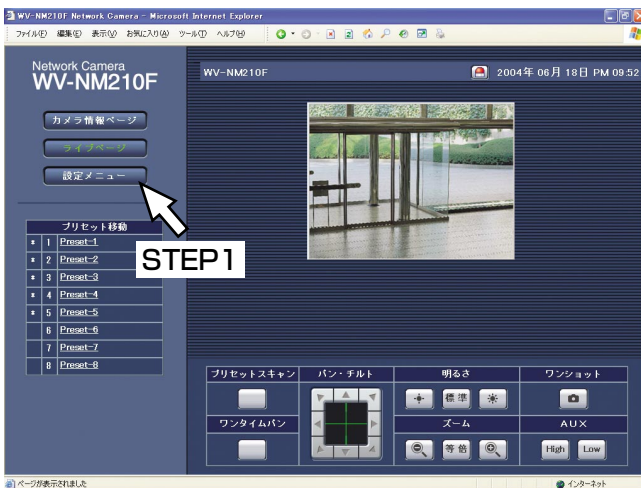 WV-NM210F Network Camera - Microsoft Internet Explorer
ファイル(F) 編集(E) 表示(V) お気に入り(A) ツール(T) ヘルプ(H)
Network Camera
WV-NM210F
WV-NM210F
2004年 06月 18日 PM 09:52
カメラ情報ページ
ライブページ
設定メニュー
STEP1
プリセット移動
* 1 Preset-1
* 2 Preset-2
* 3 Preset-3
* 4 Preset-4
* 5 Preset-5
6 Preset-6
7 Preset-7
8 Preset-8
プリセットスキャン パン・チルト 明るさ ワンショット
標準
ワンタイムパン ズーム AUX
等倍 High Low
ページが表示されました インターネット